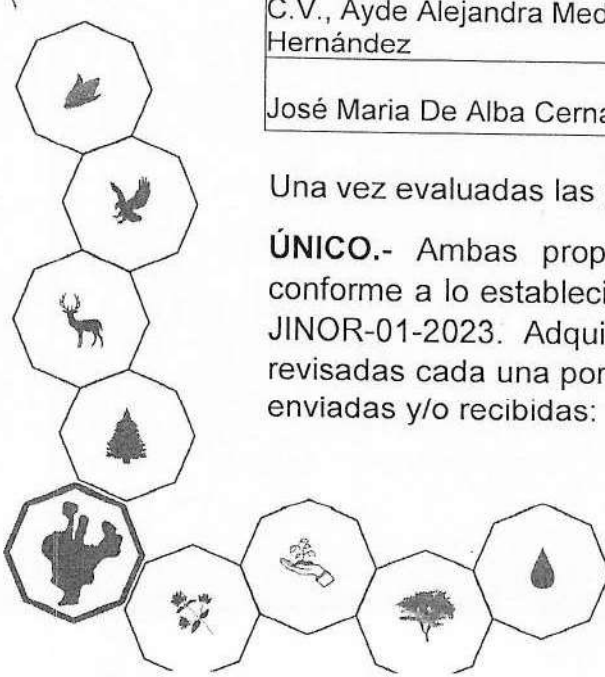 C.V., Ayde Alejandra Med
Hernández
José Maria De Alba Cerna
Una vez evaluadas las
ÚNICO.- Ambas prop
conforme a lo estableci
JINOR-01-2023. Adqui
revisadas cada una por
enviadas y/o recibidas: